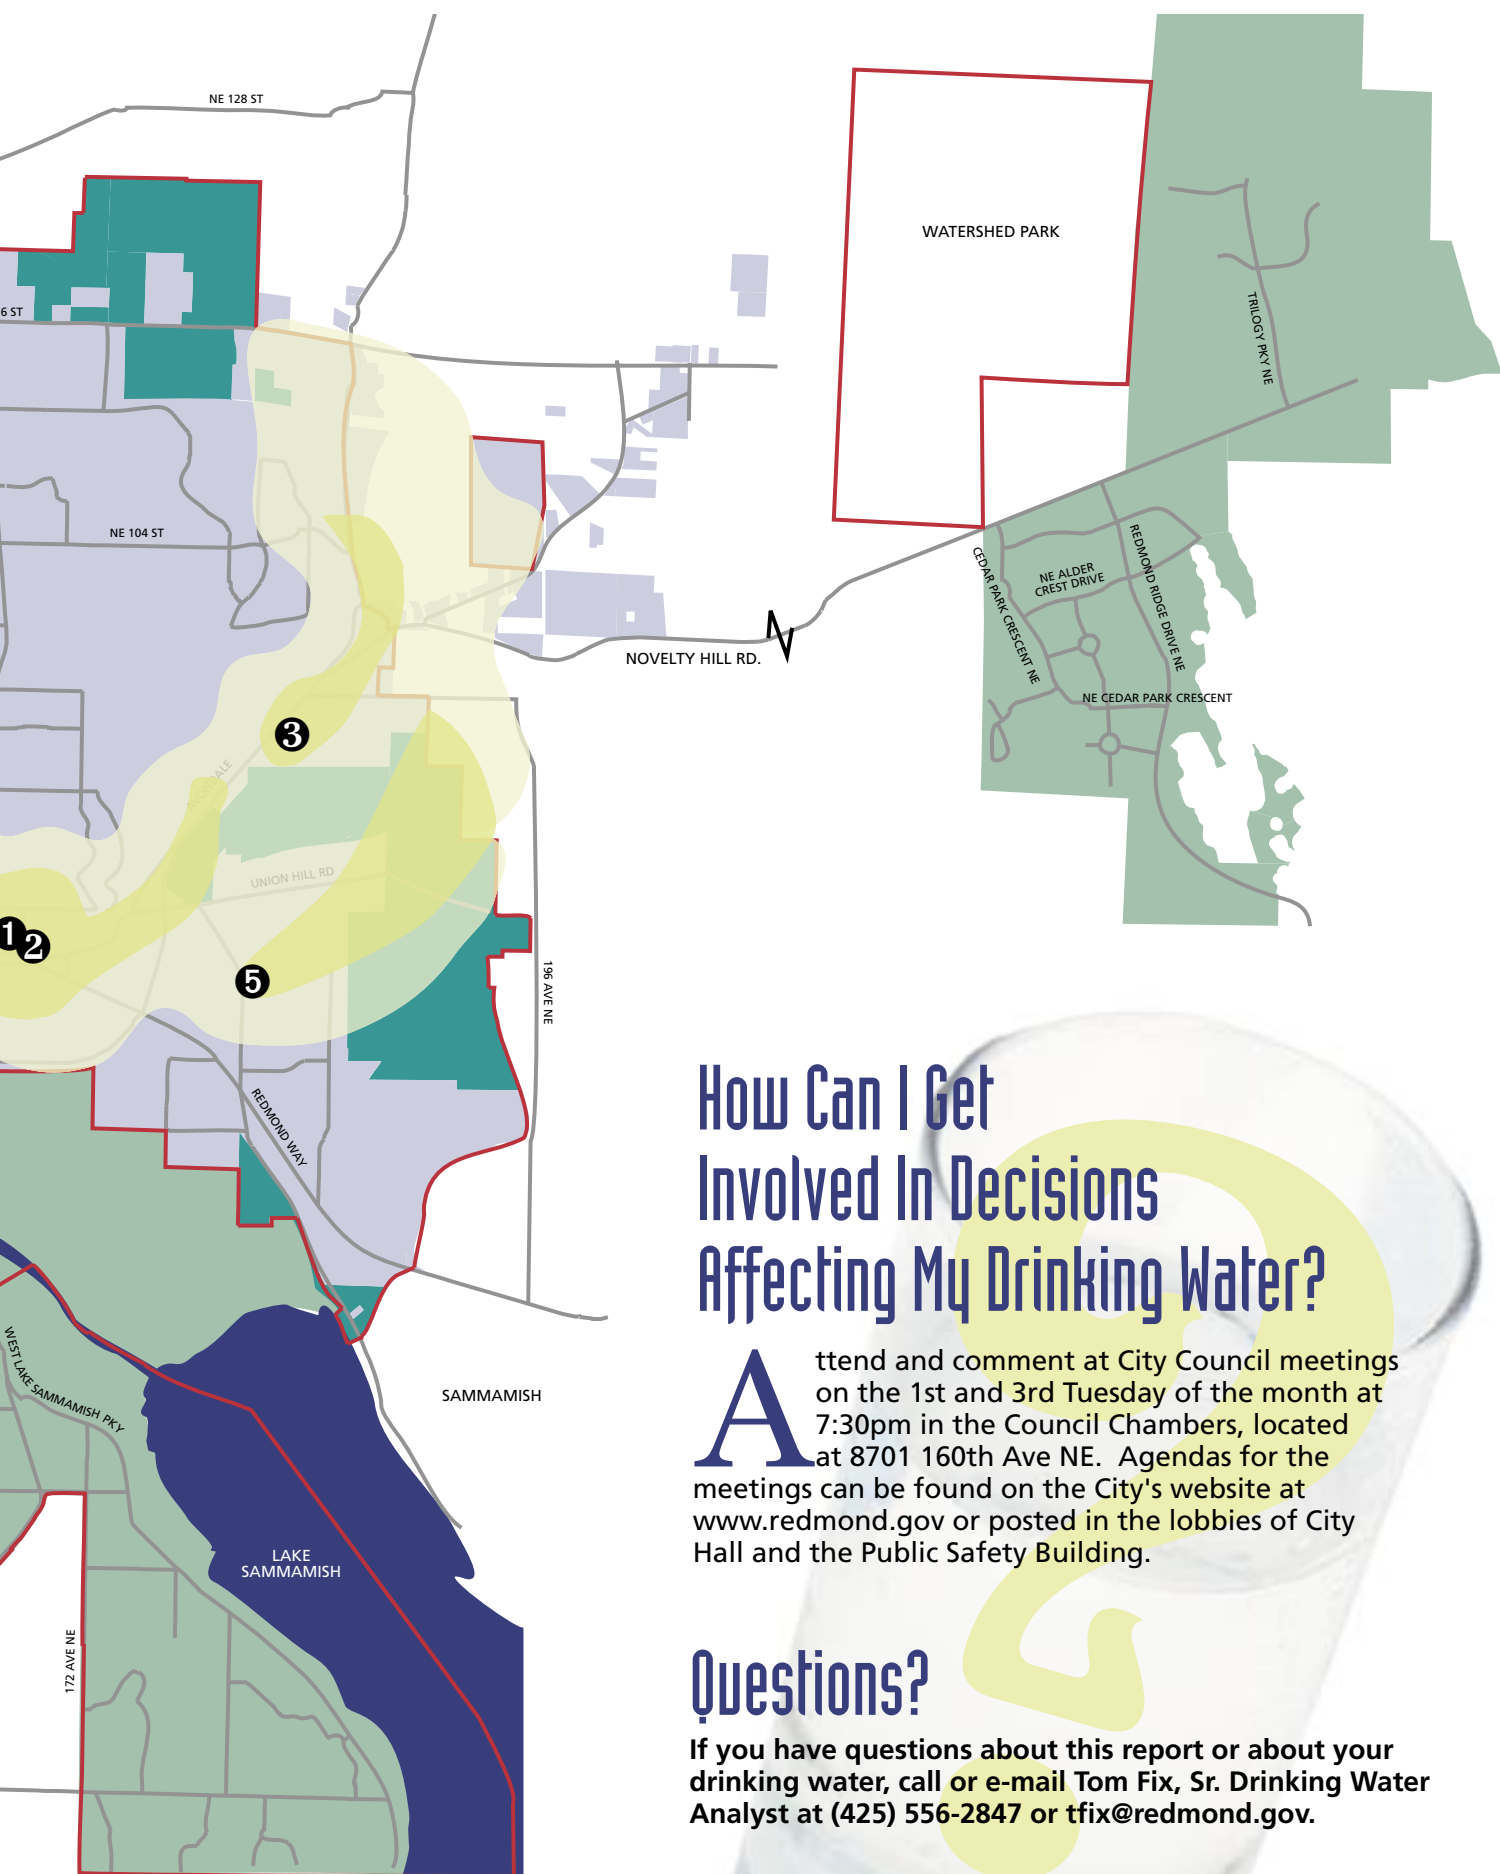 NE 128 ST
WATERSHED PARK
6 ST
TRILOGY PKY NE
NE 104 ST
REDMOND RIDGE DRIVE NE
CEDAR PARK CRESCENT NE
NE ALDER
CREST DRIVE
NOVELTY HILL RD.
NE CEDAR PARK CRESCENT
3
AVONDALE
UNION HILL RD
1
2
5
196 AVE NE
REDMOND WAY
WEST LAKE SAMMAMISH PKY
SAMMAMISH
LAKE
SAMMAMISH
172 AVE NE
How Can I Get
Involved In Decisions
Affecting My Drinking Water?
Attend and comment at City Council meetings
on the 1st and 3rd Tuesday of the month at
7:30pm in the Council Chambers, located
at 8701 160th Ave NE.  Agendas for the
meetings can be found on the City's website at
www.redmond.gov or posted in the lobbies of City
Hall and the Public Safety Building.
Questions?
If you have questions about this report or about your
drinking water, call or e-mail Tom Fix, Sr. Drinking Water
Analyst at (425) 556-2847 or tfix@redmond.gov.